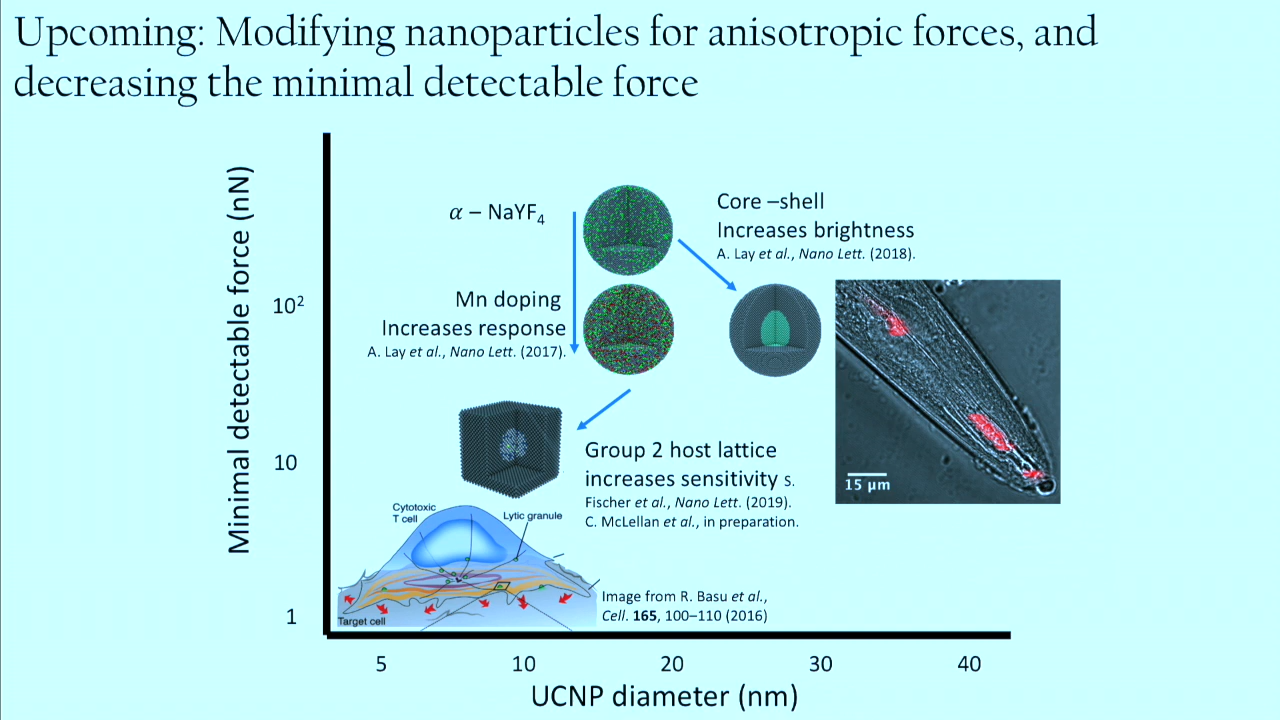 Upcoming: Modifying nanoparticles for anisotropic forces, and
decreasing the minimal detectable force
Minimal detectable force (nN)
10²
10
1
α – NaYF₄
Core –shell
Increases brightness
A. Lay et al., Nano Lett. (2018).
Mn doping
Increases response
A. Lay et al., Nano Lett. (2017).
Group 2 host lattice
increases sensitivity S.
Fischer et al., Nano Lett. (2019).
C. McLellan et al., in preparation.
15 μm
Cytotoxic
T cell
Lytic granule
Target cell
Image from R. Basu et al.,
Cell. 165, 100–110 (2016)
5 10 20 30 40
UCNP diameter (nm)